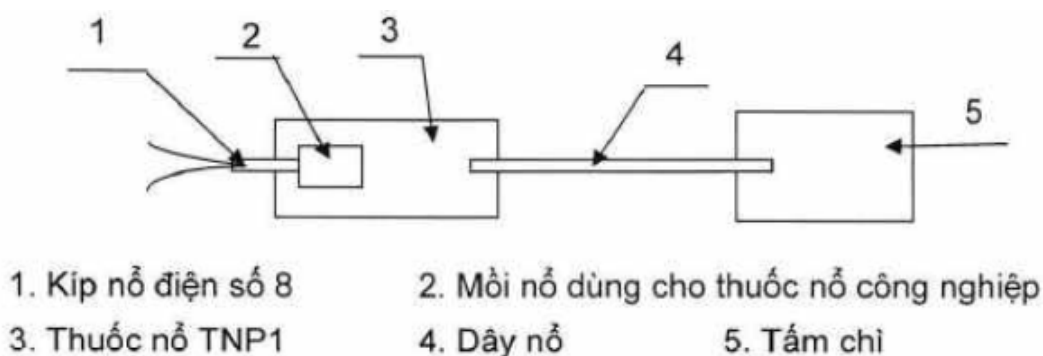 1
2
3
4
5
1. Kíp nổ điện số 8 2. Mồi nổ dùng cho thuốc nổ công nghiệp
3. Thuốc nổ TNP1 4. Dây nổ 5. Tấm chì